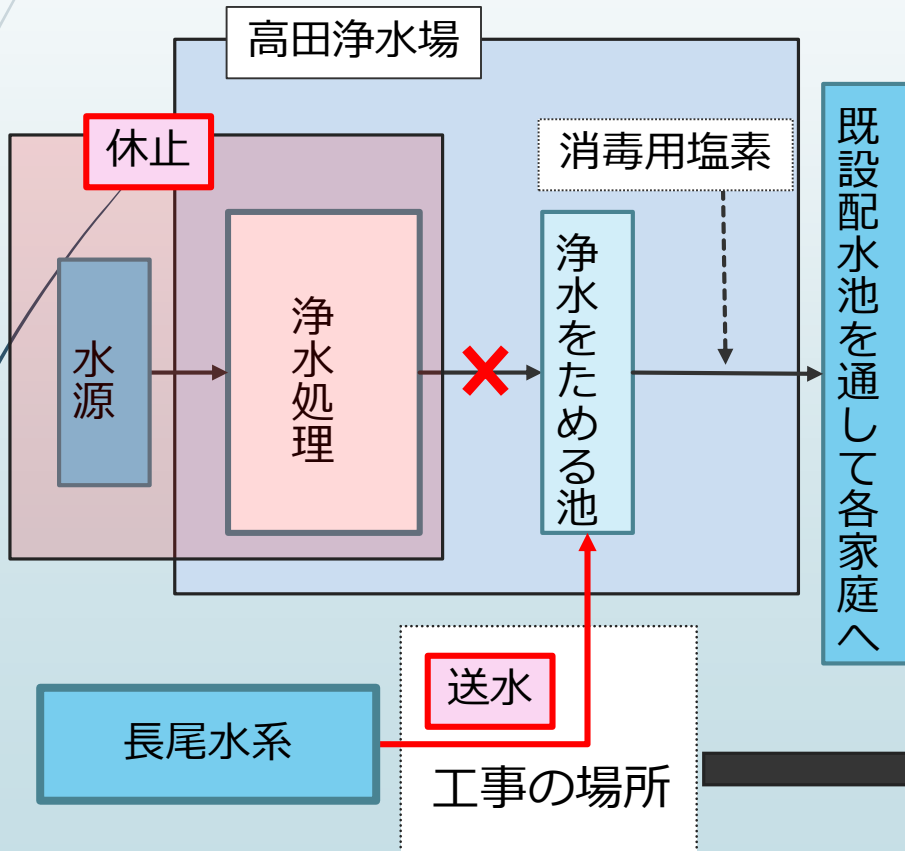 高田浄水場
休止
消毒用塩素
水源
浄水処理
浄水をためる池
既設配水池を通して各家庭へ
送水
長尾水系
工事の場所